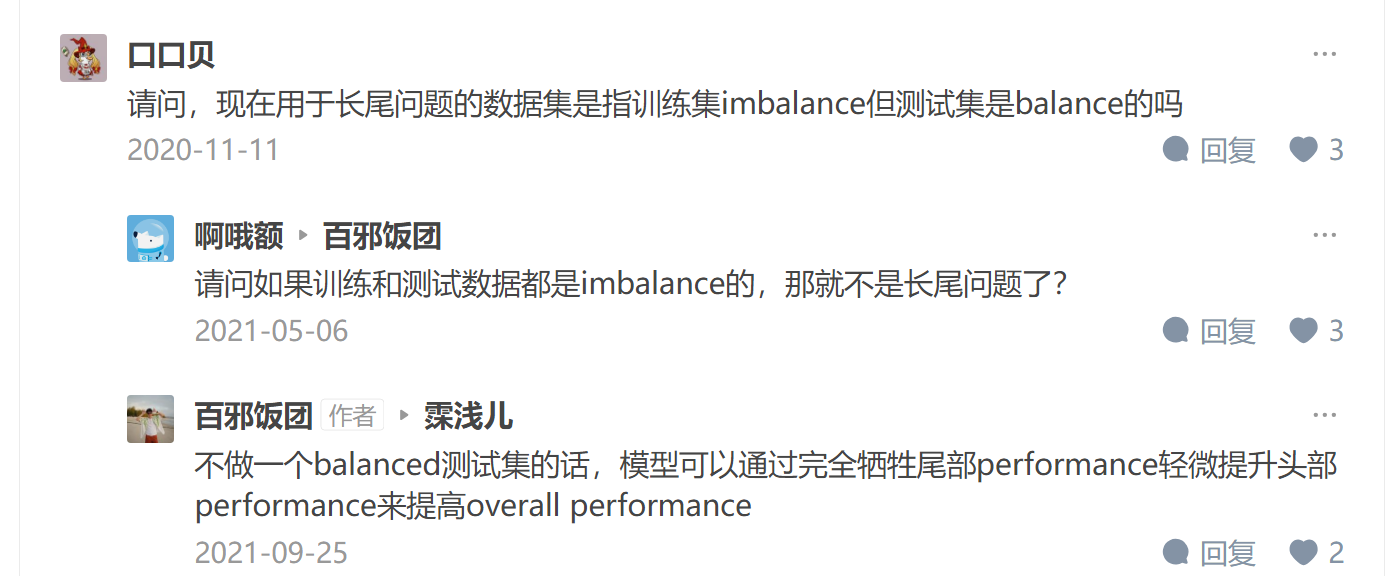 口口贝
请问，现在用于长尾问题的数据集是指训练集imbalance但测试集是balance的吗
2020-11-11 回复 3
啊哦额 百邪饭团
请问如果训练和测试数据都是imbalance的，那就不是长尾问题了？
2021-05-06 回复 3
百邪饭团 作者 霂浅儿
不做一个balanced测试集的话，模型可以通过完全牺牲尾部performance轻微提升头部
performance来提高overall performance
2021-09-25 回复 2